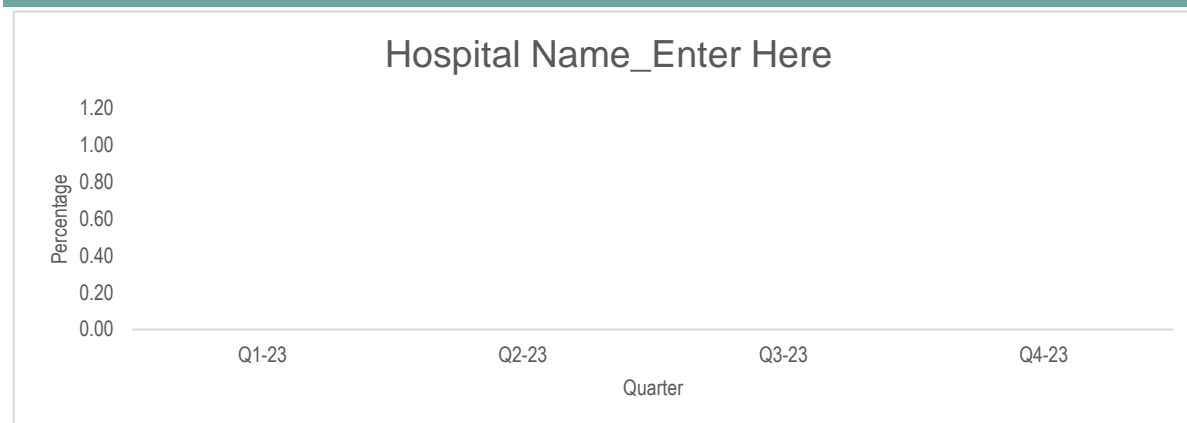 Hospital Name_Enter Here
1.20
1.00
0.80
0.60
0.40
0.20
0.00
Percentage
Q1-23 Q2-23 Q3-23 Q4-23
Quarter